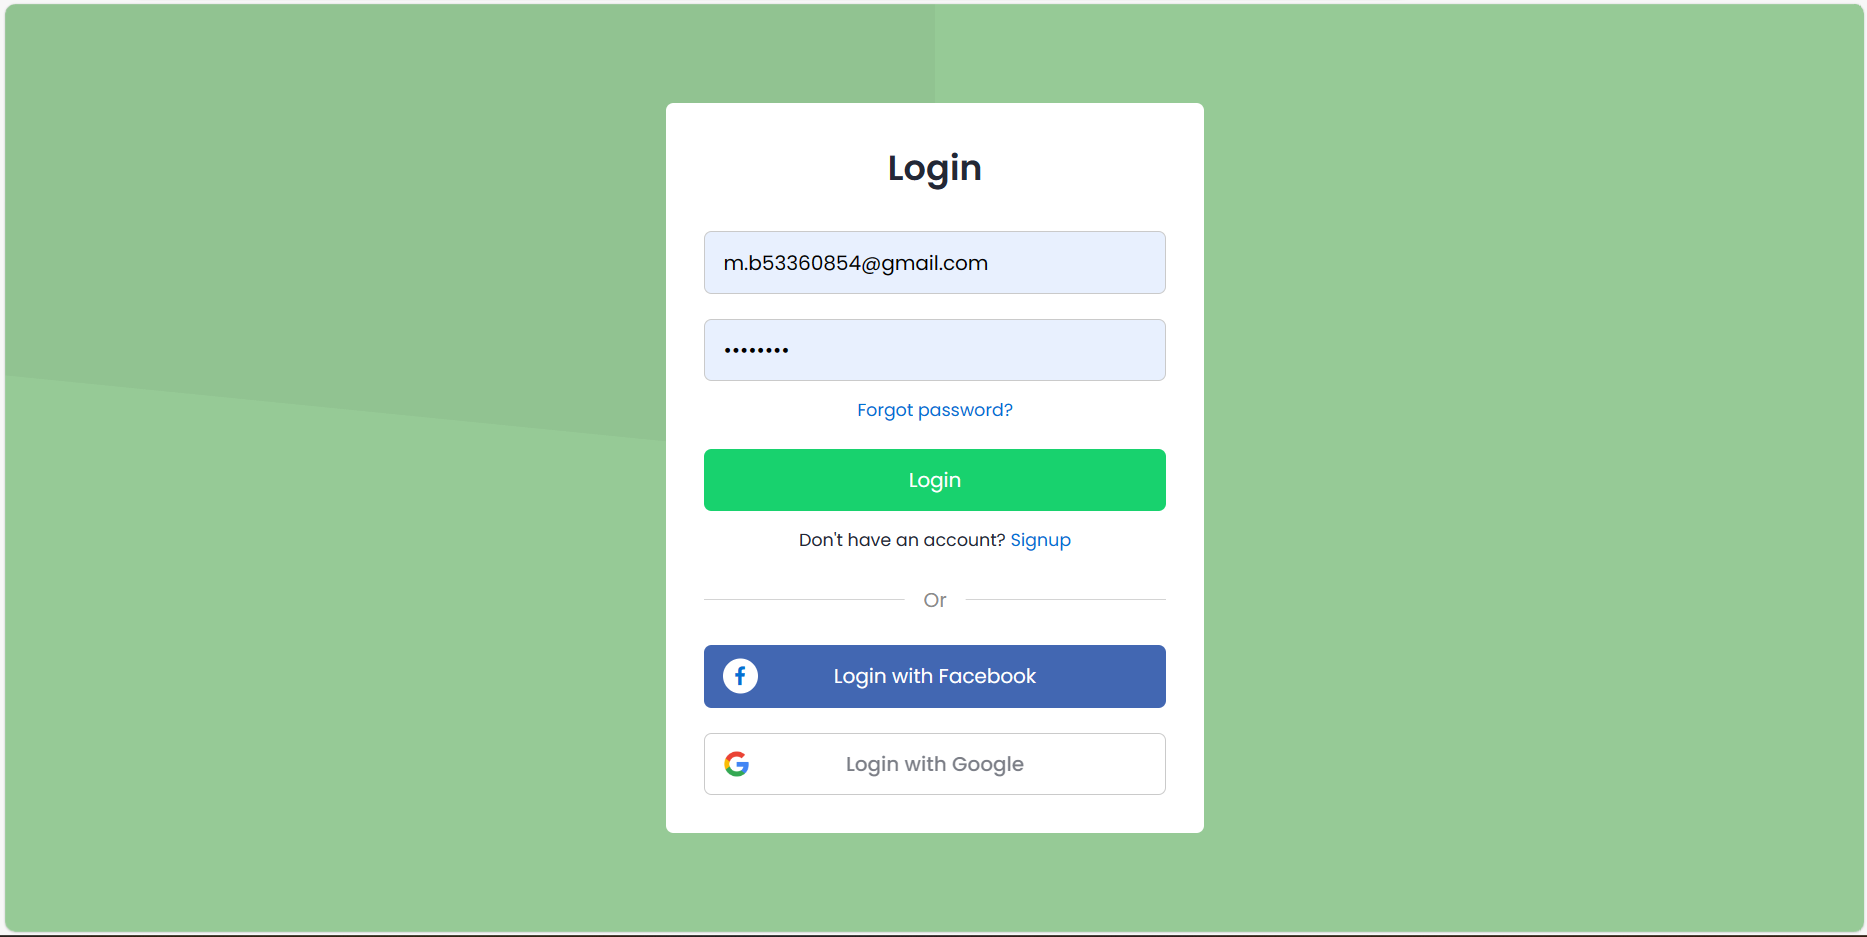 Login
m.b53360854@gmail.com
••••••••
Forgot password?
Login
Don't have an account? Signup
Or
Login with Facebook
Login with Google